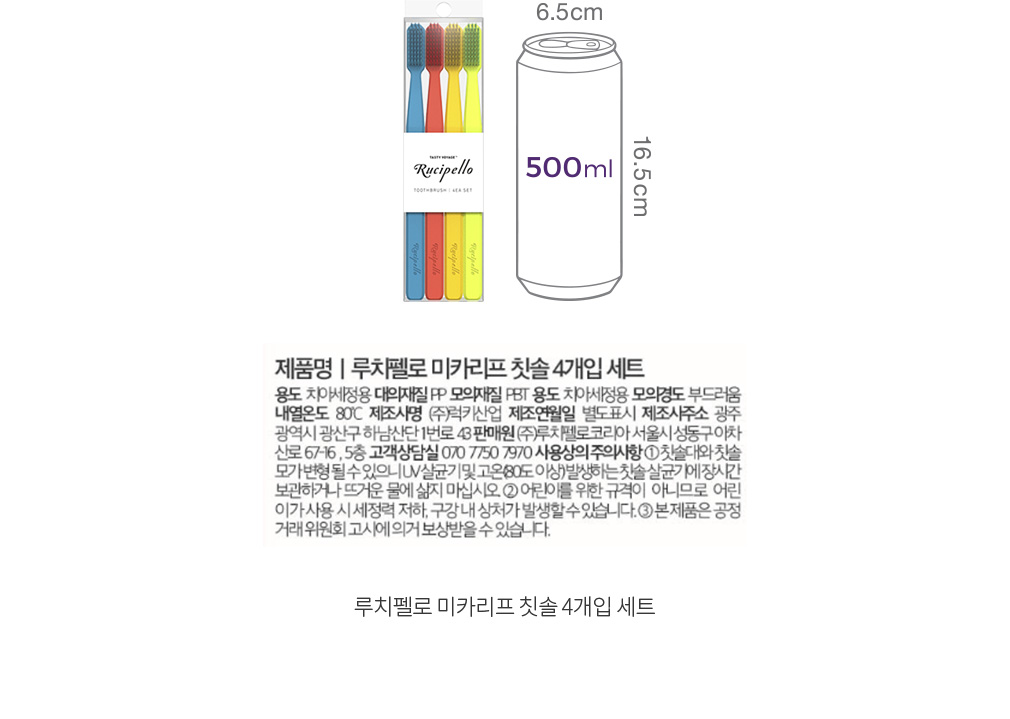 6.5cm
TASTY VOYAGE™
Rucipello
TOOTHBRUSH | 4EA SET
500ml
16.5cm
Rucipello
Rucipello
Rucipello
Rucipello
제품명 | 루치펠로 미카리프 칫솔 4개입 세트
용도 치아세정용 대의재질 PP 모의재질 PBT 용도 치아세정용 모의경도 부드러움
내열온도 80℃ 제조사명 (주)럭키산업 제조연월일 별도표시 제조사주소 광주
광역시 광산구 하남산단 1번로 43 판매원 (주)루치펠로코리아 서울시 성동구 아차
산로 67-16 , 5층 고객상담실 070 7750 7970 사용상의 주의사항 ① 칫솔대와 칫솔
모가 변형 될 수 있으니 UV 살균기 및 고온(80도 이상) 발생하는 칫솔 살균기에 장시간
보관하거나 뜨거운 물에 삶지 마십시오. ② 어린이를 위한 규격이 아니므로 어린
이가 사용 시 세정력 저하, 구강 내 상처가 발생할 수 있습니다. ③ 본 제품은 공정
거래 위원회 고시에 의거 보상받을 수 있습니다.
루치펠로 미카리프 칫솔 4개입 세트